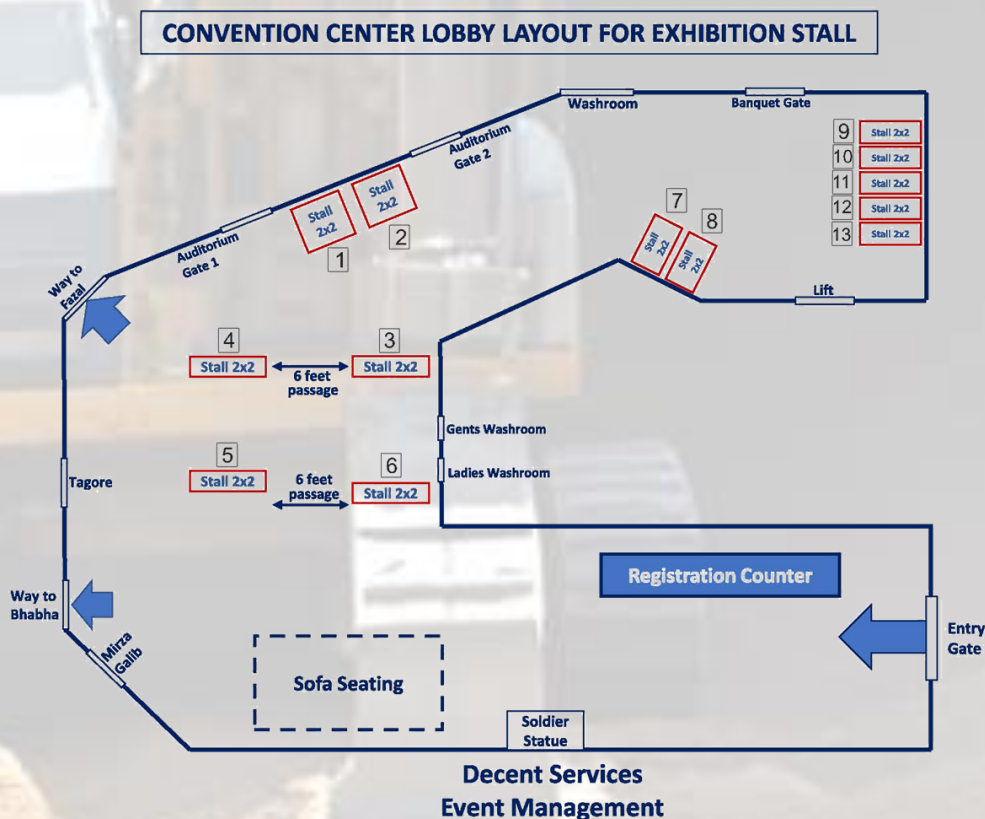 CONVENTION CENTER LOBBY LAYOUT FOR EXHIBITION STALL
Washroom
Banquet Gate
Auditorium
Gate 2
Auditorium
Gate 1
Way to
Fazal
Stall
2x2
1
Stall
2x2
2
Stall
2x2
7
Stall
2x2
8
9
Stall 2x2
10
Stall 2x2
11
Stall 2x2
12
Stall 2x2
13
Stall 2x2
Lift
4
Stall 2x2
6 feet
passage
3
Stall 2x2
Gents Washroom
Ladies Washroom
Tagore
5
Stall 2x2
6 feet
passage
6
Stall 2x2
Registration Counter
Way to
Bhabha
Mirza
Galib
Entry
Gate
Sofa Seating
Soldier
Statue
Decent Services
Event Management